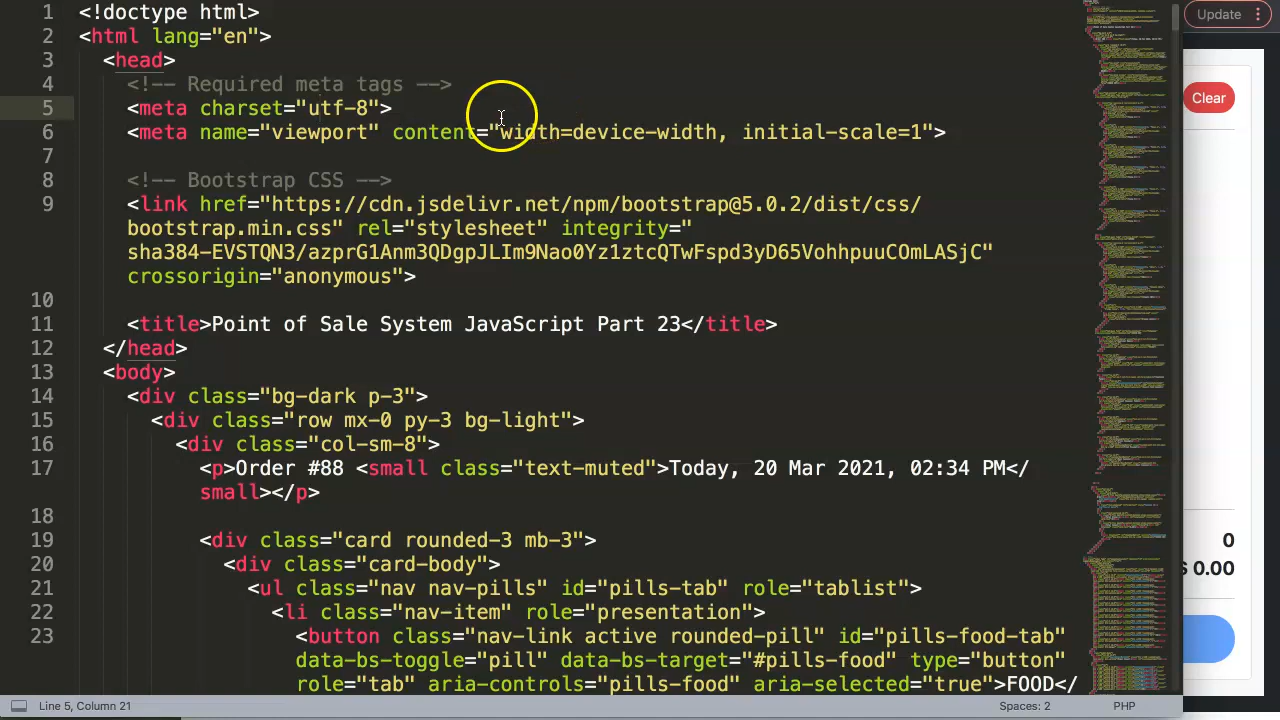 1 <!doctype html>
2 <html lang="en">
3 <head>
4 <!-- Required meta tags -->
5 <meta charset="utf-8">
6 <meta name="viewport" content="width=device-width, initial-scale=1">
7
8 <!-- Bootstrap CSS -->
9 <link href="https://cdn.jsdelivr.net/npm/bootstrap@5.0.2/dist/css/
bootstrap.min.css" rel="stylesheet" integrity="
sha384-EVSTQN3/azprG1Anm3QDgpJLIm9Nao0Yz1ztcQTwFspd3yD65VohhpuuCOmLASjC"
crossorigin="anonymous">
10
11 <title>Point of Sale System JavaScript Part 23</title>
12 </head>
13 <body>
14 <div class="bg-dark p-3">
15 <div class="row mx-0 py-3 bg-light">
16 <div class="col-sm-8">
17 <p>Order #88 <small class="text-muted">Today, 20 Mar 2021, 02:34 PM</
small></p>
18
19 <div class="card rounded-3 mb-3">
20 <div class="card-body">
21 <ul class="nav nav-pills" id="pills-tab" role="tablist">
22 <li class="nav-item" role="presentation">
23 <button class="nav-link active rounded-pill" id="pills-food-tab"
data-bs-toggle="pill" data-bs-target="#pills-food" type="button"
role="tab" aria-controls="pills-food" aria-selected="true">FOOD</
Line 5, Column 21
Spaces: 2
PHP
Update
Clear
0
$ 0.00